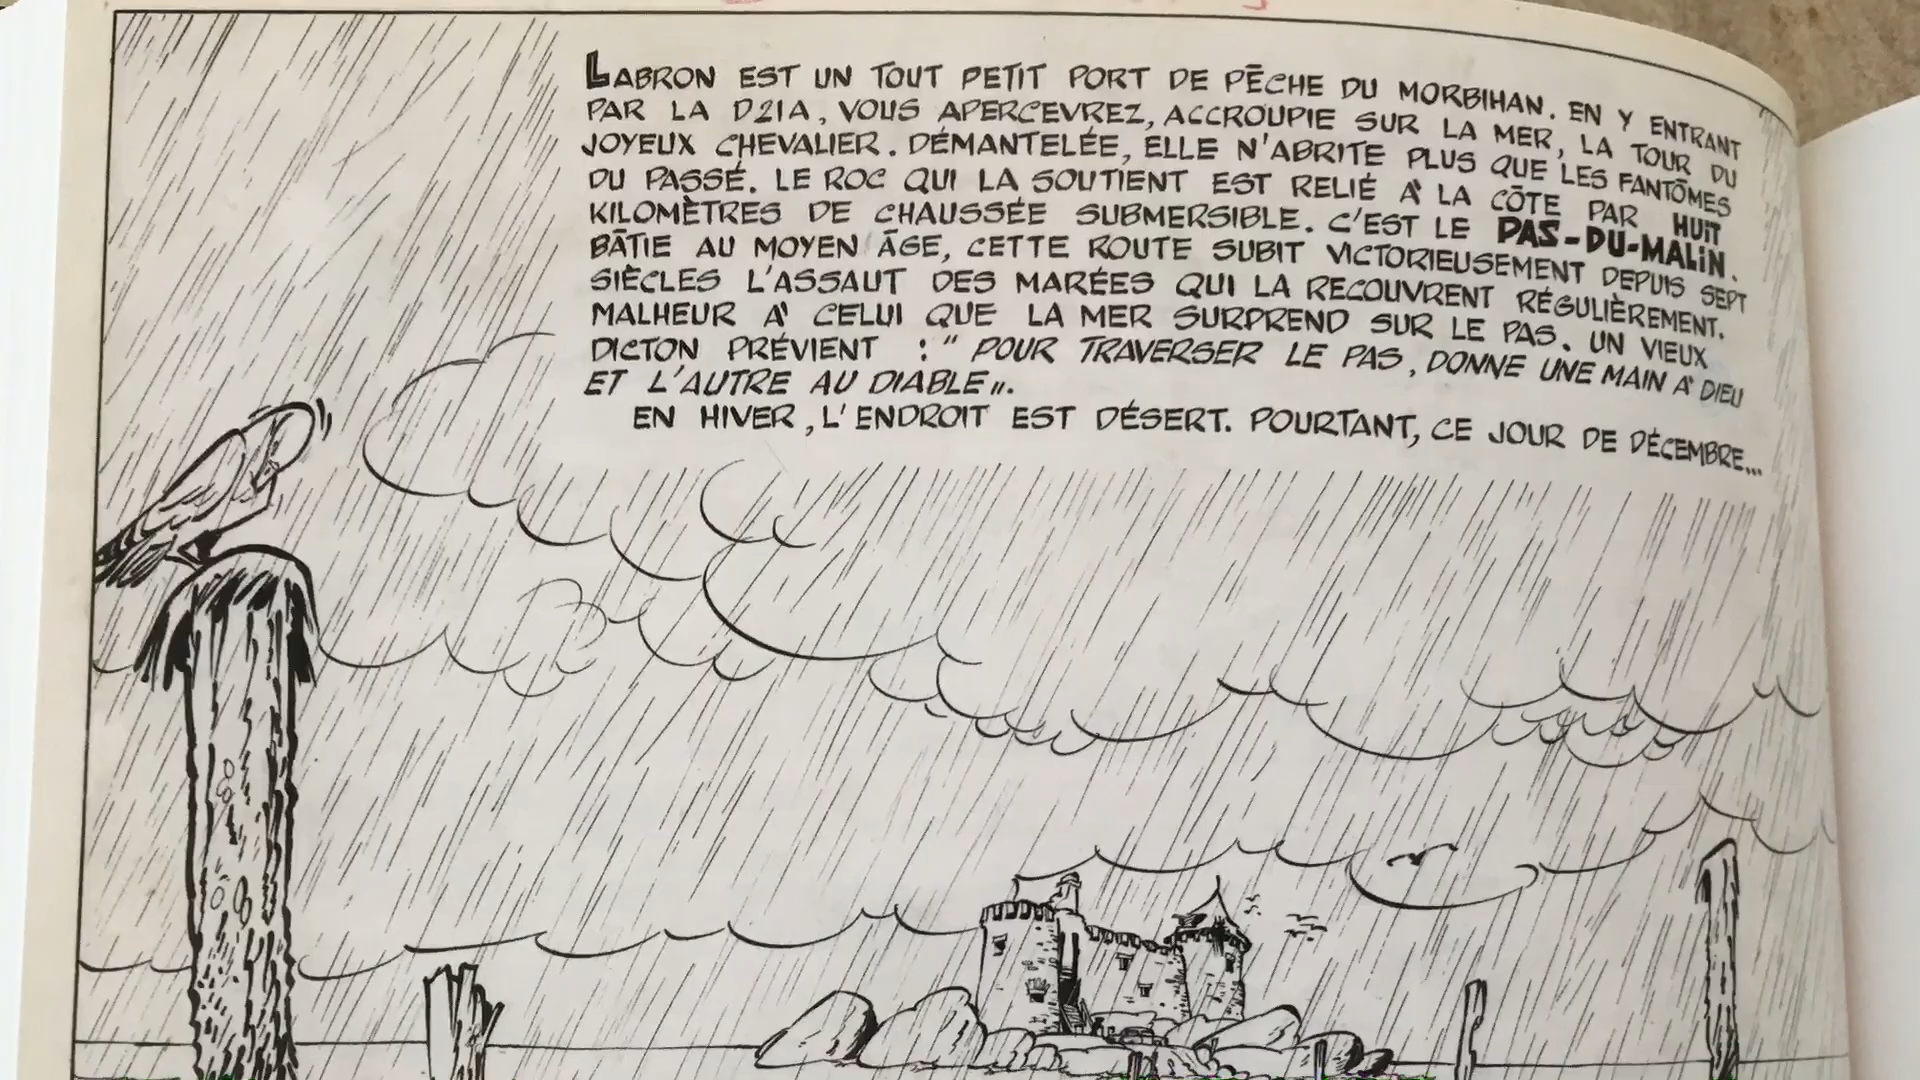 LABRON EST UN TOUT PETIT PORT DE PÊCHE DU MORBIHAN. EN Y ENTRANT
PAR LA D21A, VOUS APERCEVREZ, ACCROUPIE SUR LA MER, LA TOUR DU
JOYEUX CHEVALIER. DÉMANTELÉE, ELLE N'ABRITE PLUS QUE LES FANTÔMES
DU PASSÉ. LE ROC QUI LA SOUTIENT EST RELIÉ À LA CÔTE PAR HUIT
KILOMÈTRES DE CHAUSSÉE SUBMERSIBLE. C'EST LE PAS-DU-MALIN.
BÂTIE AU MOYEN ÂGE, CETTE ROUTE SUBIT VICTORIEUSEMENT DEPUIS SEPT
SIÈCLES L'ASSAUT DES MARÉES QUI LA RECOUVRENT RÉGULIÈREMENT.
MALHEUR À CELUI QUE LA MER SURPREND SUR LE PAS. UN VIEUX
DICTON PRÉVIENT : " POUR TRAVERSER LE PAS, DONNE UNE MAIN À DIEU
ET L'AUTRE AU DIABLE".
EN HIVER, L'ENDROIT EST DÉSERT. POURTANT, CE JOUR DE DÉCEMBRE...